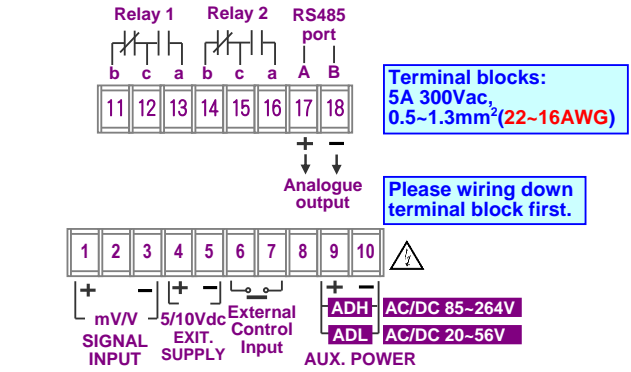 Relay 1 Relay 2 RS485
port
b c a b c a A B
11 12 13 14 15 16 17 18
+ −
Analogue
output
Terminal blocks:
5A 300Vac,
0.5~1.3mm²(22~16AWG)
Please wiring down
terminal block first.
1 2 3 4 5 6 7 8 9 10
+ − + − + −
mV/V
SIGNAL
INPUT
5/10Vdc
EXIT.
SUPPLY
External
Control
Input
ADH AC/DC 85~264V
ADL AC/DC 20~56V
AUX. POWER